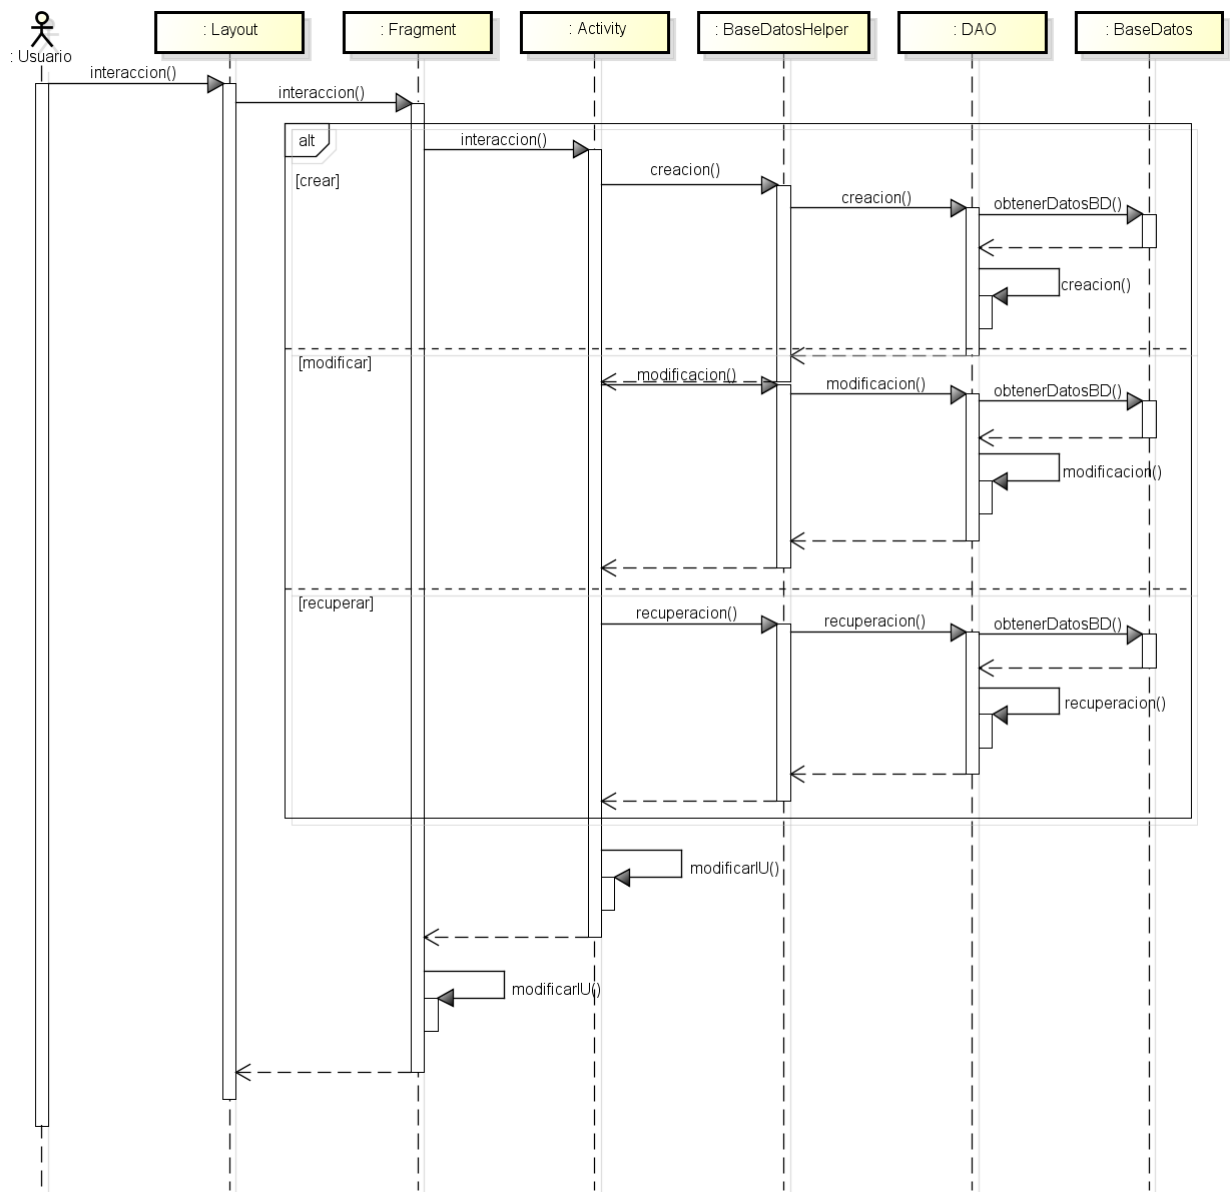 : Layout
: Fragment
: Activity
: BaseDatosHelper
: DAO
: BaseDatos
: Usuario
interaccion()
interaccion()
alt
interaccion()
[crear]
creacion()
creacion()
obtenerDatosBD()
creacion()
[modificar]
modificacion()
modificacion()
obtenerDatosBD()
modificacion()
[recuperar]
recuperacion()
recuperacion()
obtenerDatosBD()
recuperacion()
modificarIU()
modificarIU()